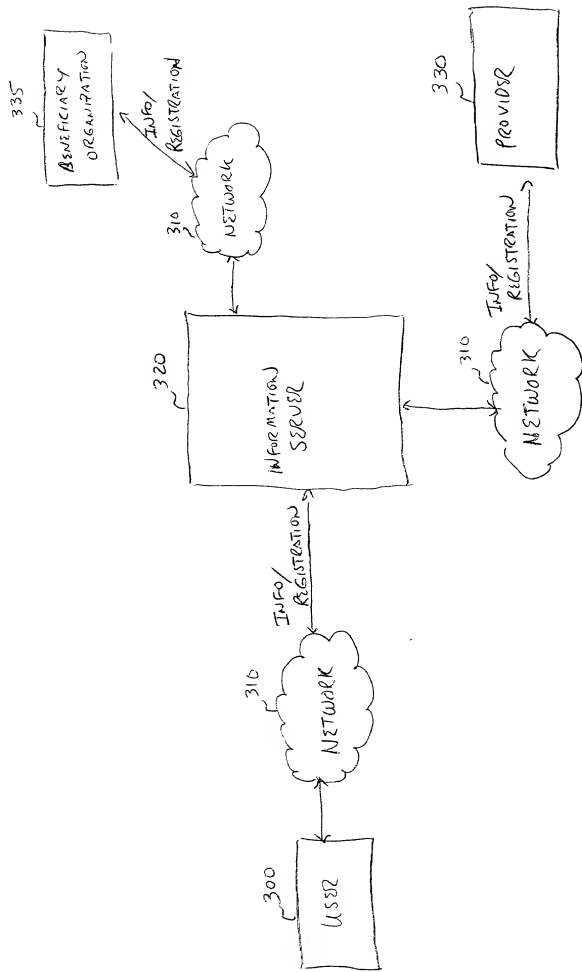 335
BENEFICIARY
ORGANIZATION
INFO/
REGISTRATION
310
NETWORK
320
INFORMATION
SERVER
330
PROVIDER
INFO/
REGISTRATION
310
NETWORK
INFO/
REGISTRATION
310
NETWORK
300
USER